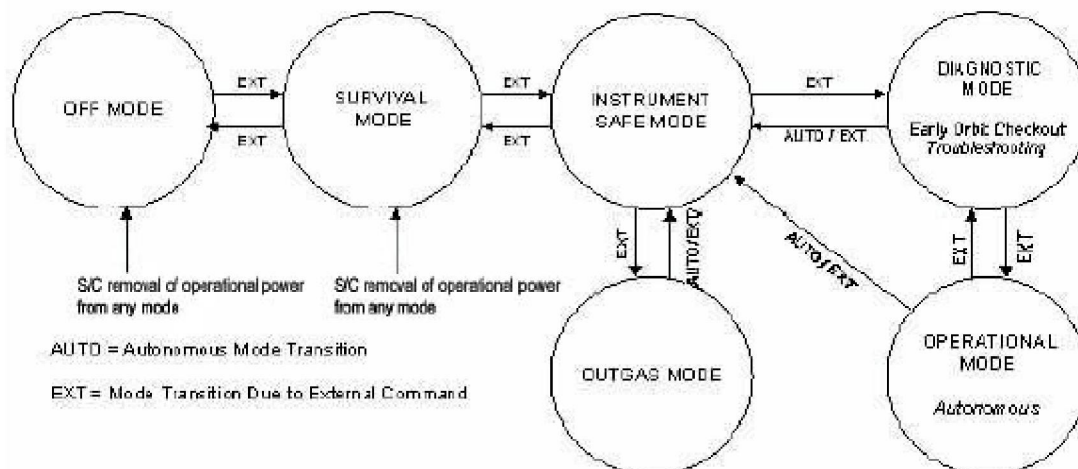 OFF MODE
EXT
EXT
SURVIVAL
MODE
EXT
EXT
INSTRUMENT
SAFE MODE
EXT
AUTO / EXT
DIAGNOSTIC
MODE
Early Orbit Checkout
Troubleshooting
EXT
AUTO/EXT
AUTO/EXT
EXT
EXT
S/C removal of operational power
from any mode
S/C removal of operational power
from any mode
OUTGAS MODE
OPERATIONAL
MODE
Autonomous
AUTO = Autonomous Mode Transition
EXT = Mode Transition Due to External Command